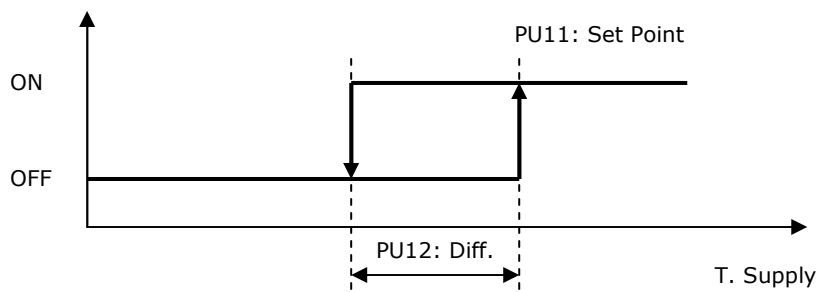 PU11: Set Point
ON
OFF
PU12: Diff.
T. Supply